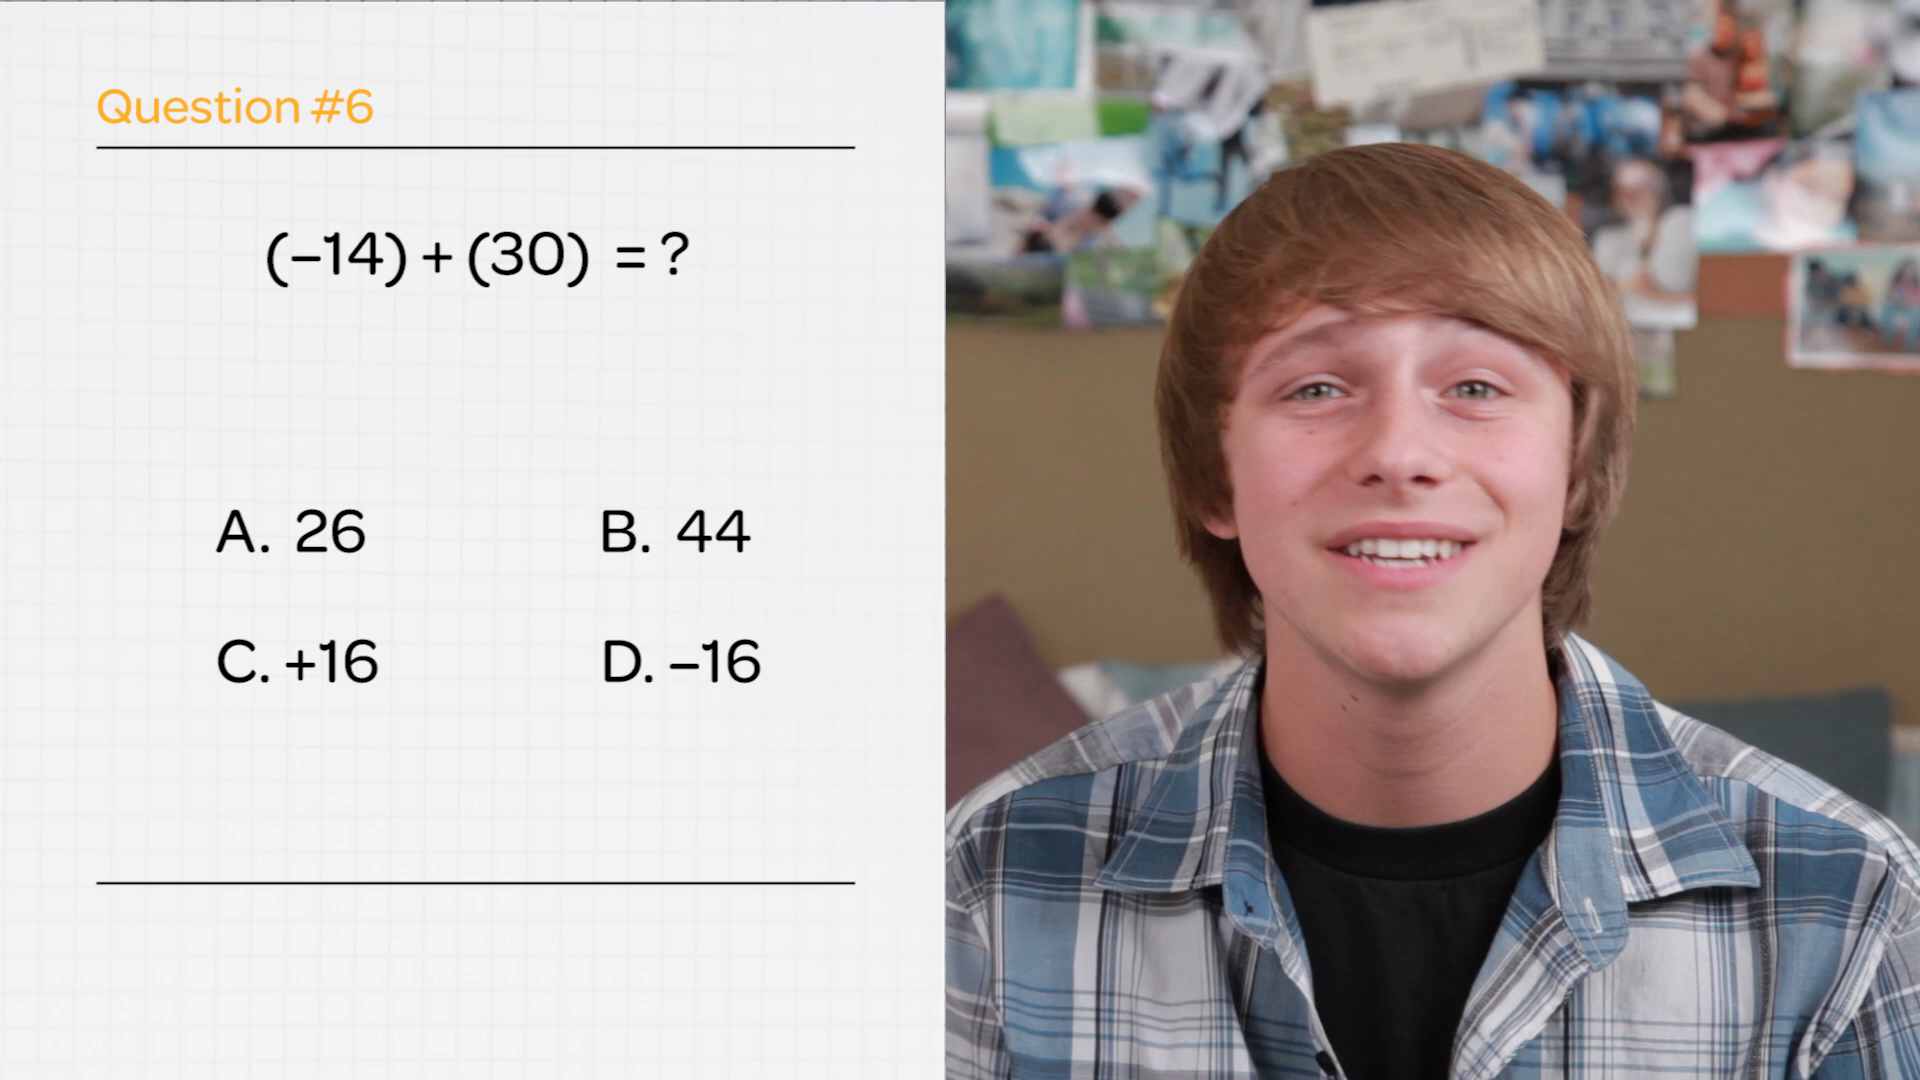 Question #6
(–14) + (30) = ?
A. 26 B. 44
C. +16 D. –16